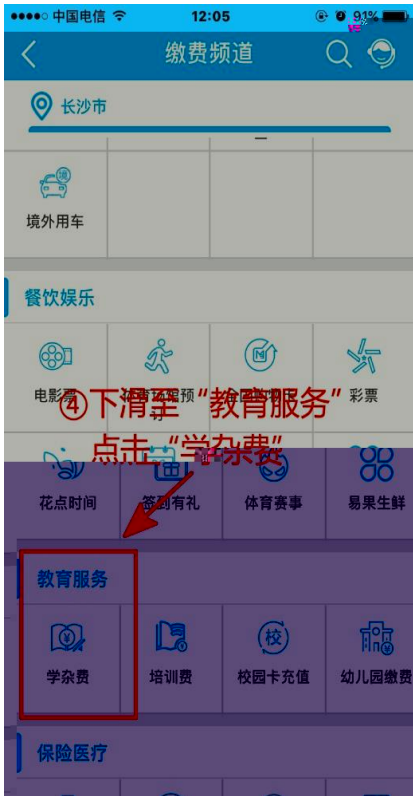 中国电信
12:05
91%
缴费频道
长沙市
境外用车
餐饮娱乐
电影票
彩票
④下滑至“教育服务”
点击“学杂费”
花点时间
签到有礼
体育赛事
易果生鲜
教育服务
学杂费
培训费
校园卡充值
幼儿园缴费
保险医疗